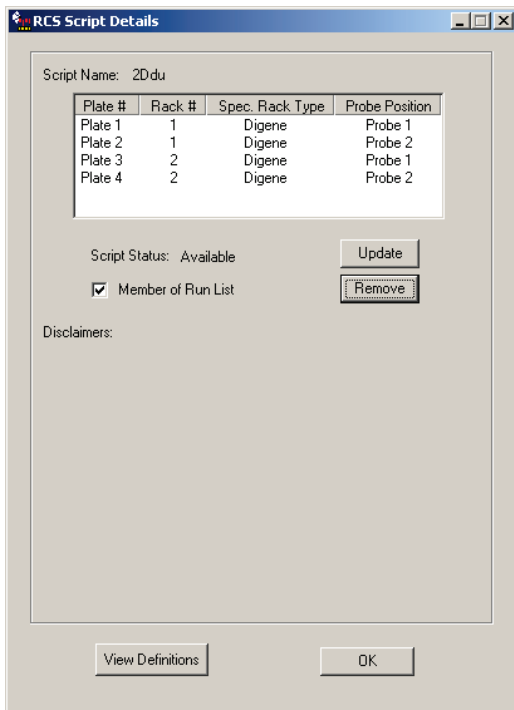 RCS Script Details
Script Name: 2Ddu
Plate # Rack # Spec. Rack Type Probe Position
Plate 1 1 Digene Probe 1
Plate 2 1 Digene Probe 2
Plate 3 2 Digene Probe 1
Plate 4 2 Digene Probe 2
Script Status: Available Update
Member of Run List Remove
Disclaimers:
View Definitions OK